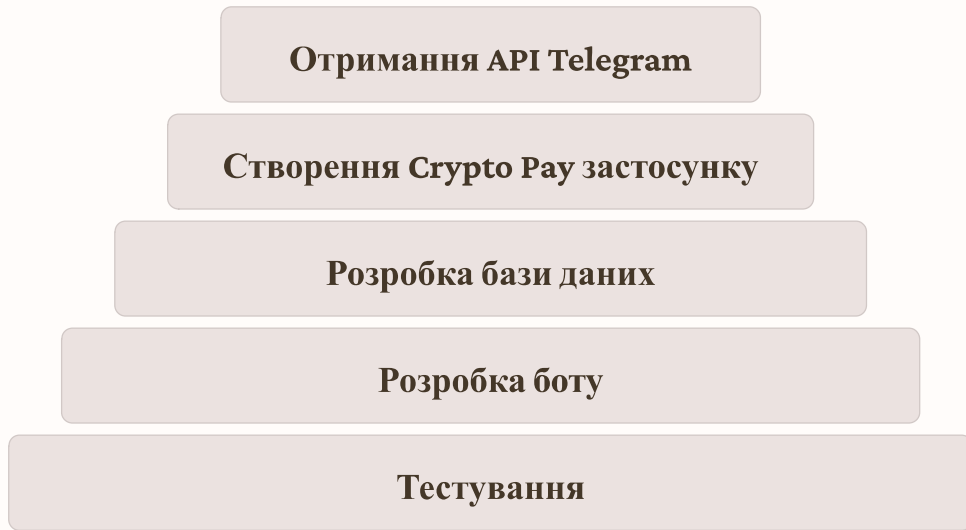 Отримання API Telegram
Створення Crypto Pay застосунку
Розробка бази даних
Розробка боту
Тестування